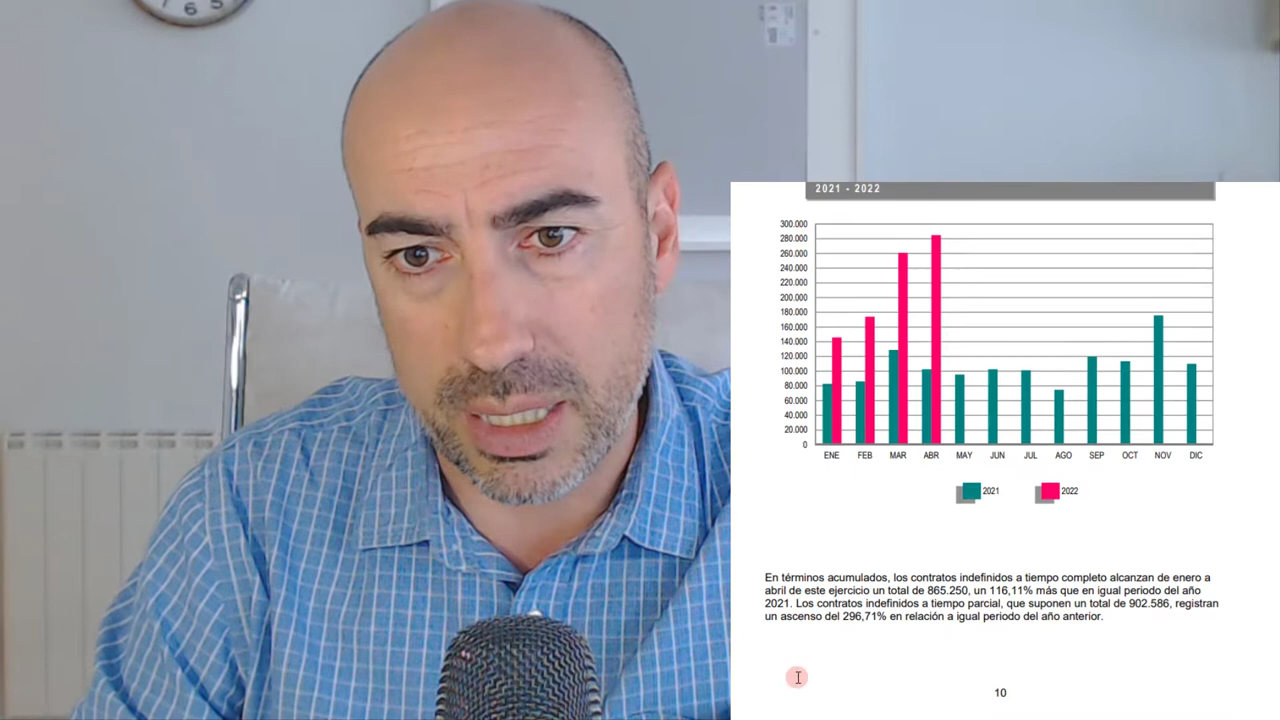 7 6 5
2021 - 2022
300.000
280.000
260.000
240.000
220.000
200.000
180.000
160.000
140.000
120.000
100.000
80.000
60.000
40.000
20.000
0
ENE FEB MAR ABR MAY JUN JUL AGO SEP OCT NOV DIC
2021 2022
En términos acumulados, los contratos indefinidos a tiempo completo alcanzan de enero a
abril de este ejercicio un total de 865.250, un 116,11% más que en igual periodo del año
2021. Los contratos indefinidos a tiempo parcial, que suponen un total de 902.586, registran
un ascenso del 296,71% en relación a igual periodo del año anterior.
10